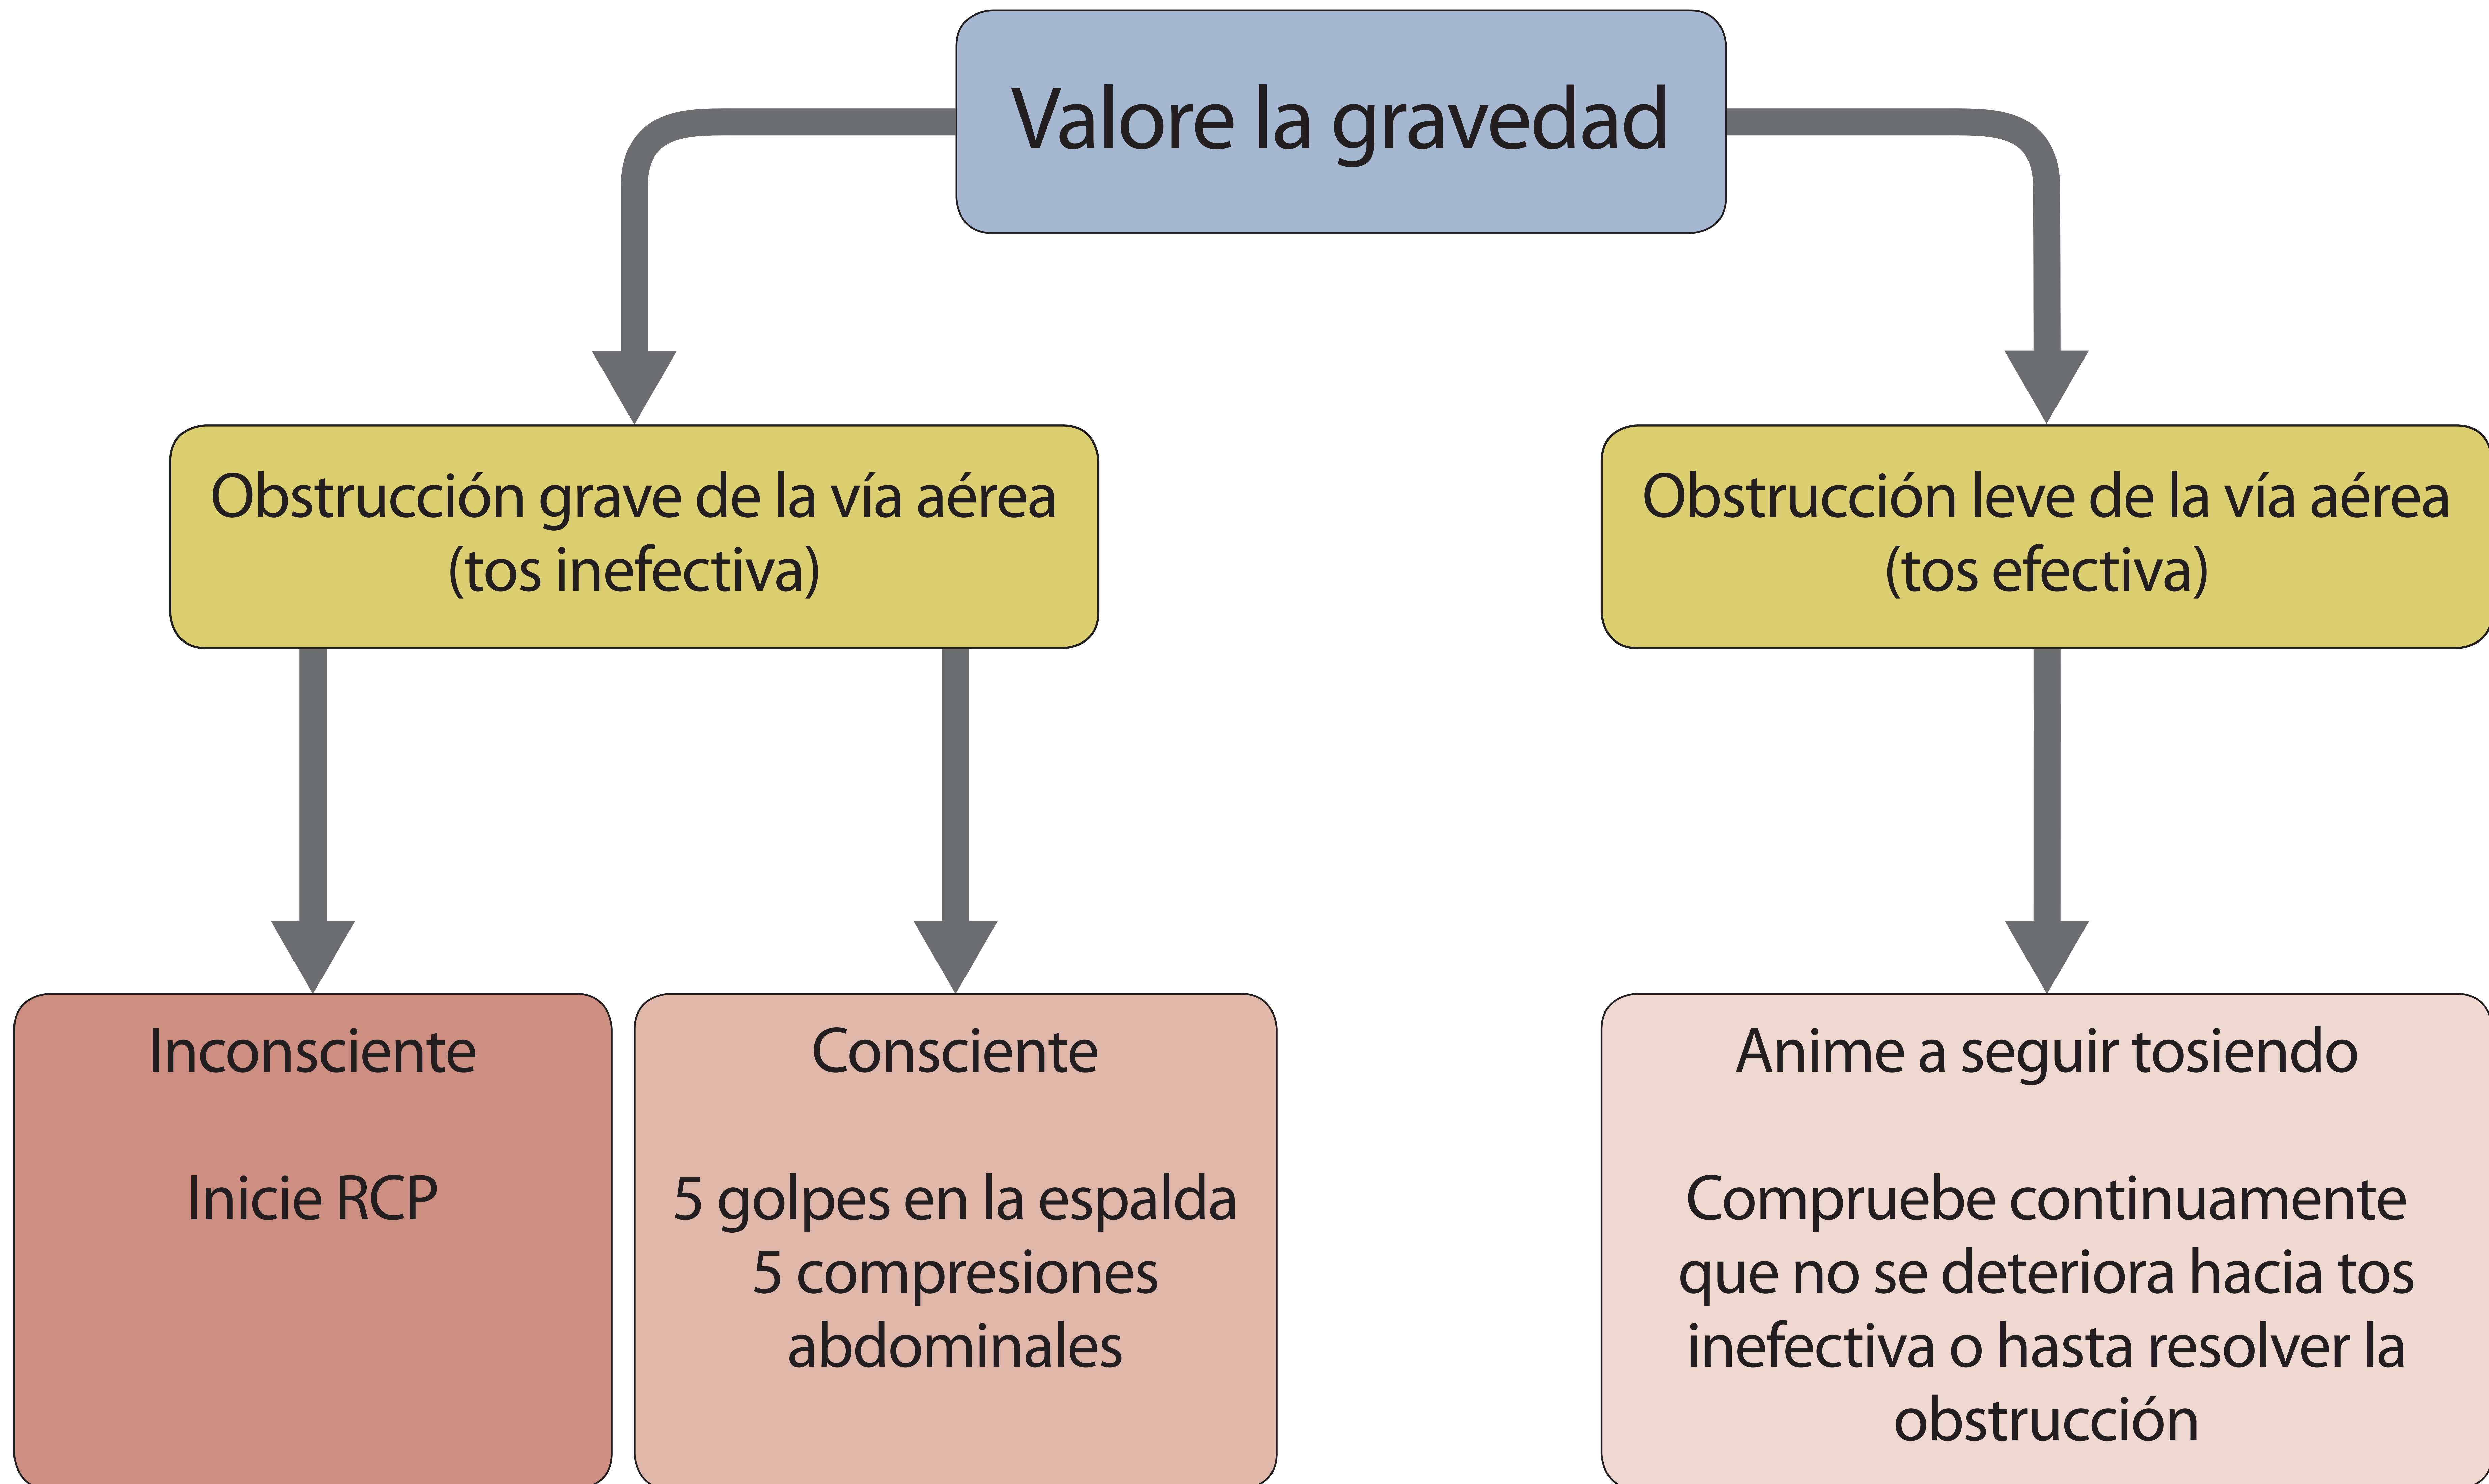 Valore la gravedad
Obstrucción grave de la vía aérea
(tos inefectiva)
Obstrucción leve de la vía aérea
(tos efectiva)
Inconsciente
Inicie RCP
Consciente
5 golpes en la espalda
5 compresiones
abdominales
Anime a seguir tosiendo
Compruebe continuamente
que no se deteriora hacia tos
inefectiva o hasta resolver la
obstrucción